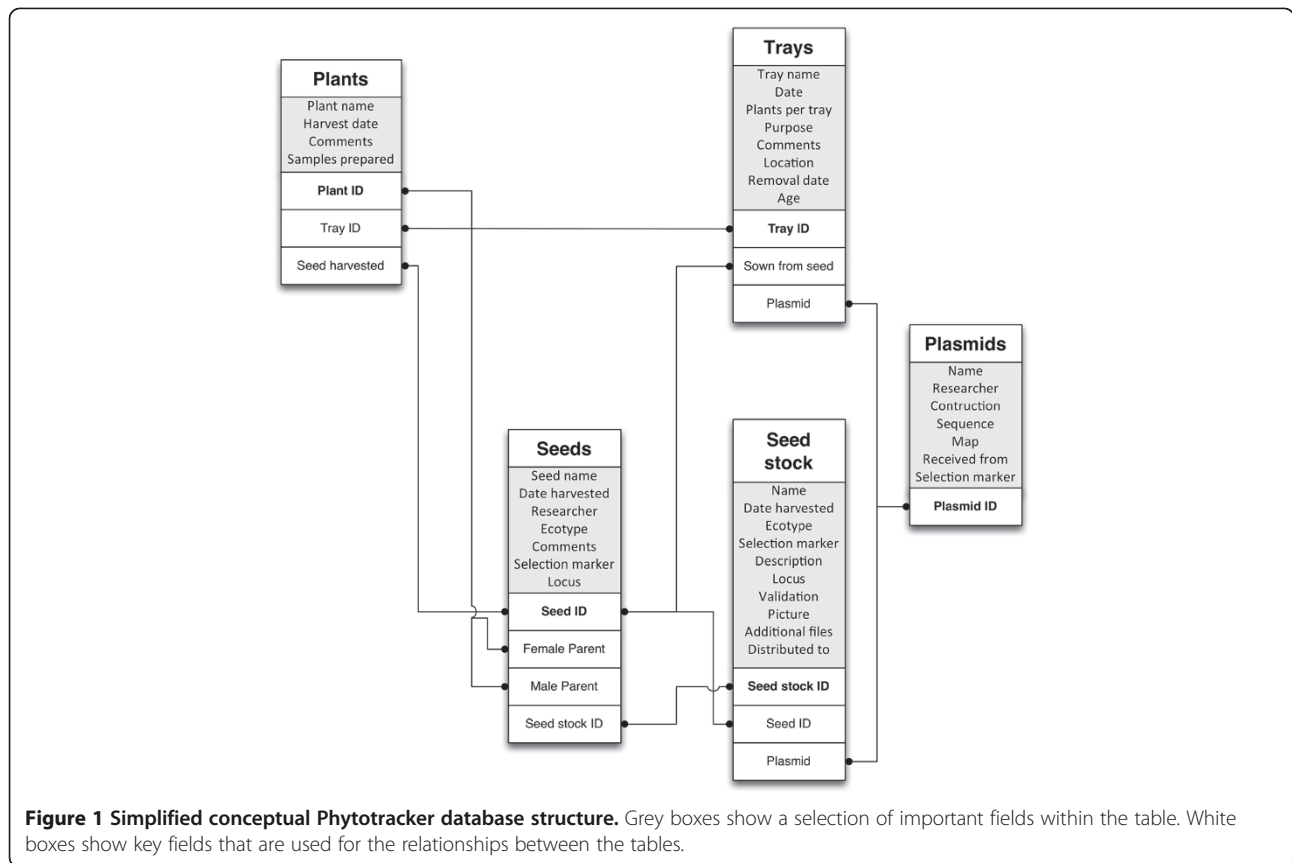 Plants
Plant name
Harvest date
Comments
Samples prepared
Plant ID
Tray ID
Seed harvested
Trays
Tray name
Date
Plants per tray
Purpose
Comments
Location
Removal date
Age
Tray ID
Sown from seed
Plasmid
Plasmids
Name
Researcher
Contruction
Sequence
Map
Received from
Selection marker
Plasmid ID
Seeds
Seed name
Date harvested
Researcher
Ecotype
Comments
Selection marker
Locus
Seed ID
Female Parent
Male Parent
Seed stock ID
Seed
stock
Name
Date harvested
Ecotype
Selection marker
Description
Locus
Validation
Picture
Additional files
Distributed to
Seed stock ID
Seed ID
Plasmid
Figure 1 Simplified conceptual Phytotracker database structure. Grey boxes show a selection of important fields within the table. White
boxes show key fields that are used for the relationships between the tables.